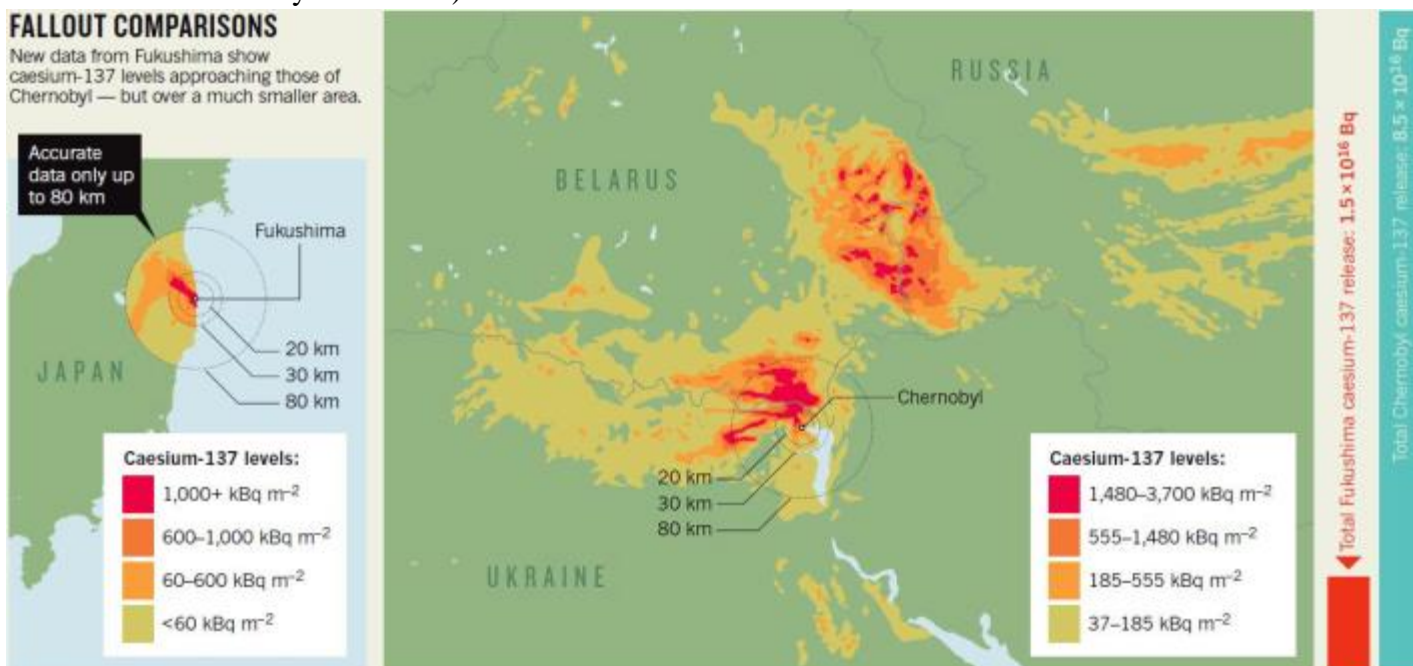 FALLOUT COMPARISONS
New data from Fukushima show
caesium-137 levels approaching those of
Chernobyl — but over a much smaller area.
Accurate
data only up
to 80 km
Fukushima
20 km
30 km
80 km
JAPAN
Caesium-137 levels:
1,000+ kBq m⁻²
600–1,000 kBq m⁻²
60–600 kBq m⁻²
<60 kBq m⁻²
RUSSIA
BELARUS
Chernobyl
20 km
30 km
80 km
UKRAINE
Caesium-137 levels:
1,480–3,700 kBq m⁻²
555–1,480 kBq m⁻²
185–555 kBq m⁻²
37–185 kBq m⁻²
Total Fukushima caesium-137 release: 1.5 × 10¹⁶ Bq
Total Chernobyl caesium-137 release: 8.5 × 10¹⁶ Bq